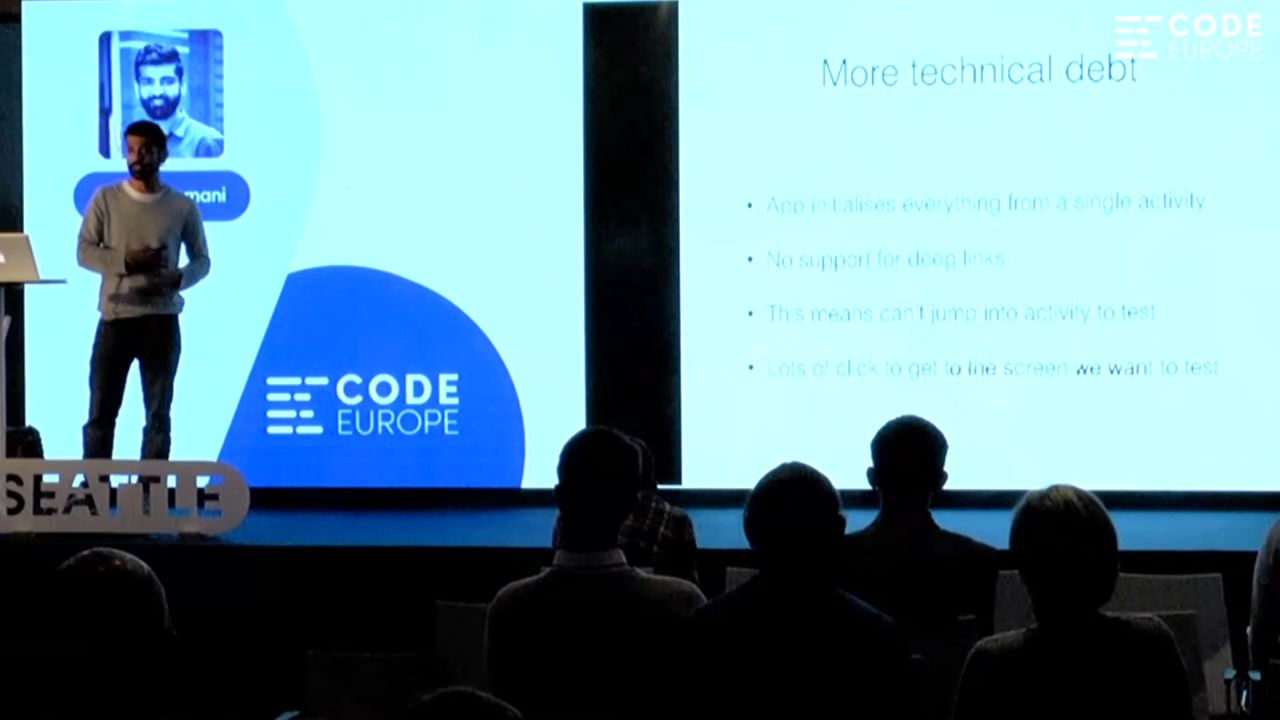 mani
CODE
EUROPE
SEATTLE
CODE
EUROPE
More technical debt
• App initialises everything from a single activity
• No support for deep links
• This means can't jump into activity to test
• Lots of click to get to the screen we want to test